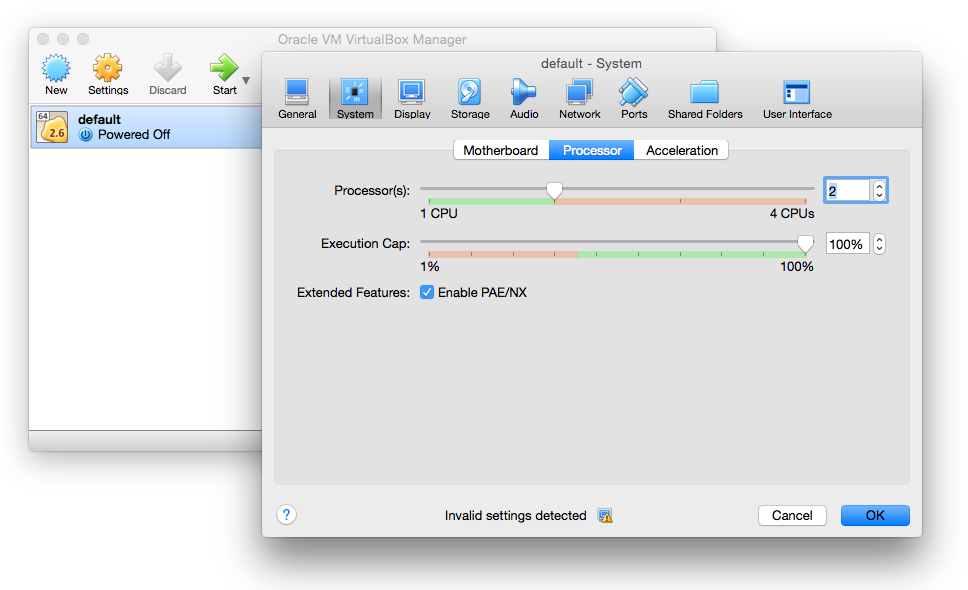 Oracle VM VirtualBox Manager
New Settings Discard Start
64
2.6
default
Powered Off
default - System
General System Display Storage Audio Network Ports Shared Folders User Interface
Motherboard Processor Acceleration
Processor(s): 2
1 CPU 4 CPUs
Execution Cap: 100%
1% 100%
Extended Features: Enable PAE/NX
? Invalid settings detected Cancel OK